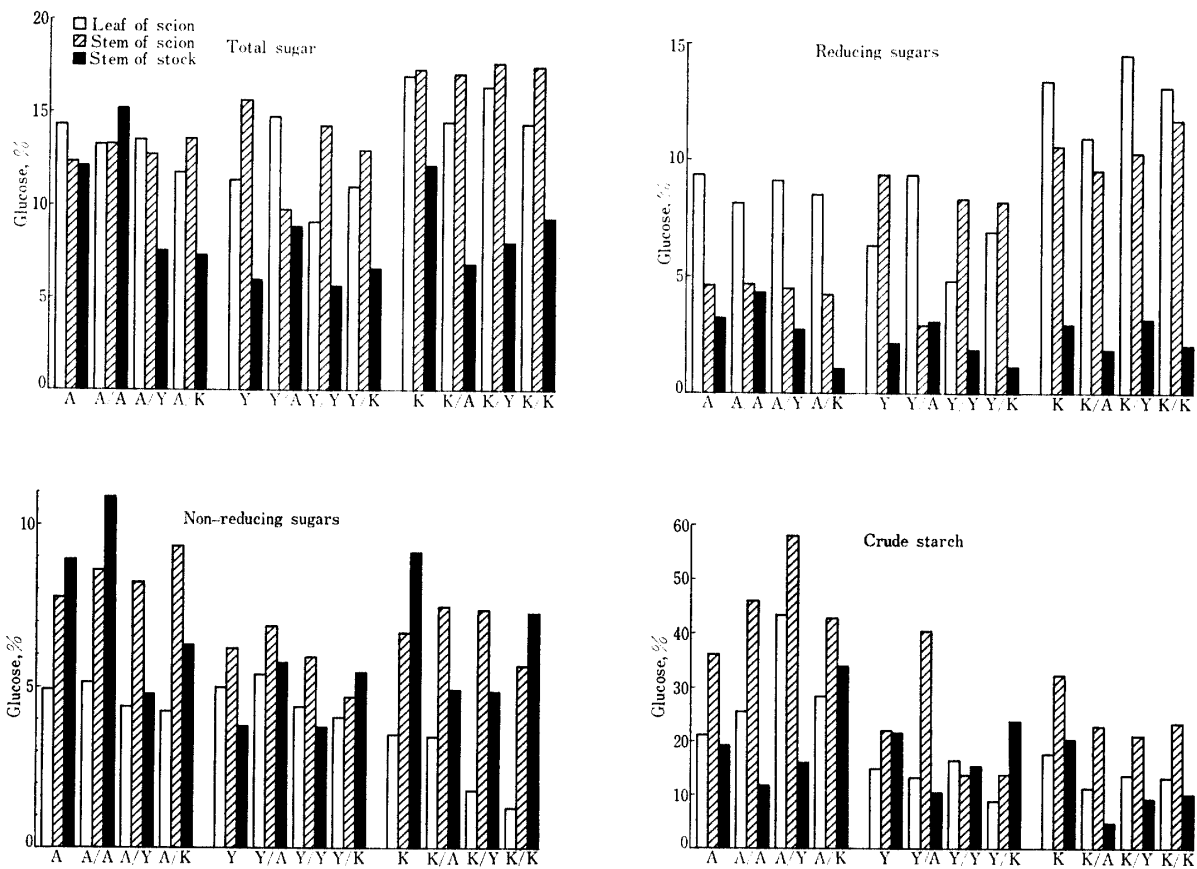 20
Leaf of scion
Stem of scion
Stem of stock
Total sugar
15
10
5
0
Glucose, %
A A/A A/Y A/K Y Y/A Y/Y Y/K K K/A K/Y K/K
Reducing sugars
15
10
5
0
Glucose, %
A A/A A/Y A/K Y Y/A Y/Y Y/K K K/A K/Y K/K
Non-reducing sugars
10
5
0
Glucose, %
A A/A A/Y A/K Y Y/A Y/Y Y/K K K/A K/Y K/K
Crude starch
60
50
40
30
20
10
0
Glucose, %
A A/A A/Y A/K Y Y/A Y/Y Y/K K K/A K/Y K/K